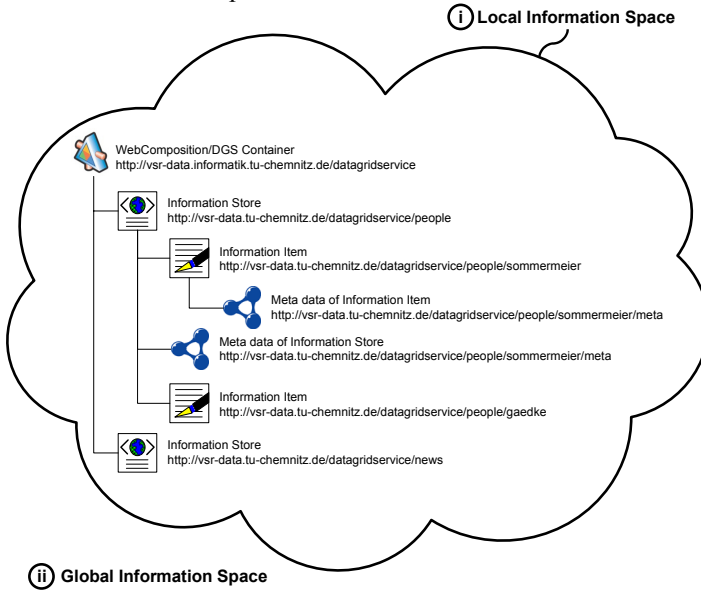 i Local Information Space
WebComposition/DGS Container
http://vsr-data.informatik.tu-chemnitz.de/datagridservice
Information Store
http://vsr-data.tu-chemnitz.de/datagridservice/people
Information Item
http://vsr-data.tu-chemnitz.de/datagridservice/people/sommermeier
Meta data of Information Item
http://vsr-data.tu-chemnitz.de/datagridservice/people/sommermeier/meta
Meta data of Information Store
http://vsr-data.tu-chemnitz.de/datagridservice/people/sommermeier/meta
Information Item
http://vsr-data.tu-chemnitz.de/datagridservice/people/gaedke
Information Store
http://vsr-data.tu-chemnitz.de/datagridservice/news
ii Global Information Space